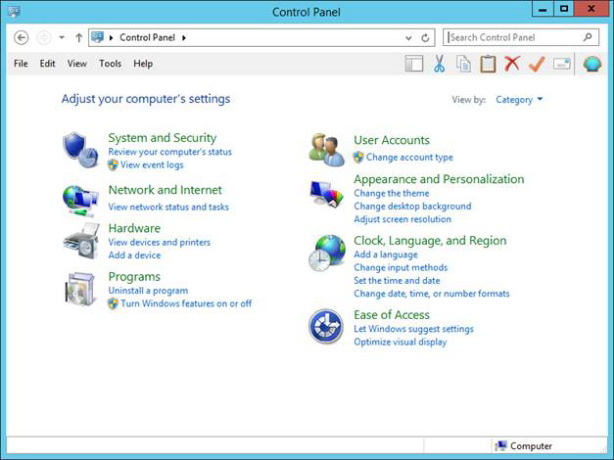 Control Panel
Control Panel
Search Control Panel
File Edit View Tools Help
Adjust your computer's settings
View by: Category
System and Security
Review your computer's status
View event logs
Network and Internet
View network status and tasks
Hardware
View devices and printers
Add a device
Programs
Uninstall a program
Turn Windows features on or off
User Accounts
Change account type
Appearance and Personalization
Change the theme
Change desktop background
Adjust screen resolution
Clock, Language, and Region
Add a language
Change input methods
Set the time and date
Change date, time, or number formats
Ease of Access
Let Windows suggest settings
Optimize visual display
Computer